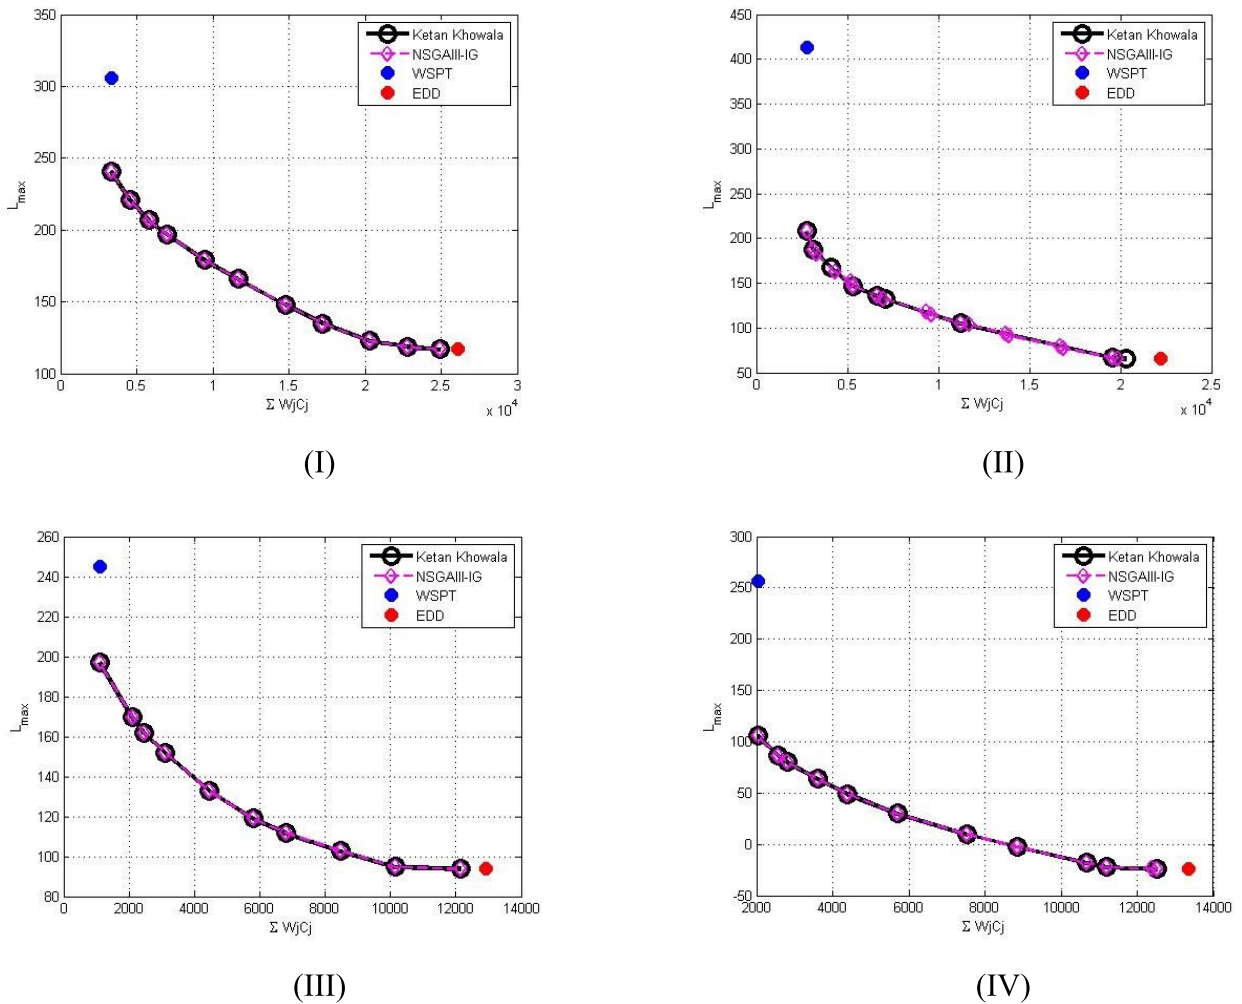 350
300
250
200
150
100
Lmax
0
0.5
1
1.5
2
2.5
3
x 10^4
Σ WjCj
Ketan Khowala
NSGAIII-IG
WSPT
EDD
(I)
450
400
350
300
250
200
150
100
50
Lmax
0
0.5
1
1.5
2
2.5
x 10^4
Σ WjCj
Ketan Khowala
NSGAIII-IG
WSPT
EDD
(II)
260
240
220
200
180
160
140
120
100
80
Lmax
0
2000
4000
6000
8000
10000
12000
14000
Σ WjCj
Ketan Khowala
NSGAIII-IG
WSPT
EDD
(III)
300
250
200
150
100
50
0
-50
Lmax
2000
4000
6000
8000
10000
12000
14000
Σ WjCj
Ketan Khowala
NSGAIII-IG
WSPT
EDD
(IV)